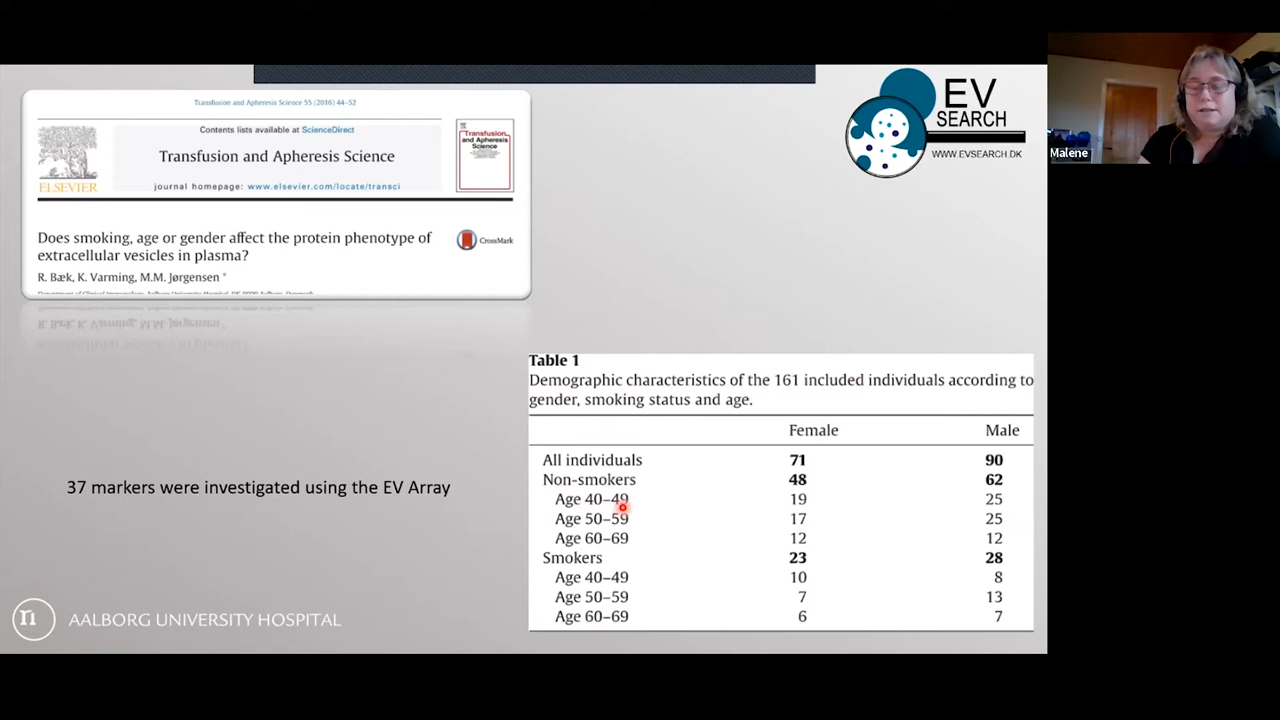 Transfusion and Apheresis Science 55 (2016) 44–52
Contents lists available at ScienceDirect
Transfusion and Apheresis Science
journal homepage: www.elsevier.com/locate/transci
ELSEVIER
Transfusion
and Apheresis
Science
Does smoking, age or gender affect the protein phenotype of
extracellular vesicles in plasma?
CrossMark
R. Bæk, K. Varming, M.M. Jørgensen *
EV
SEARCH
WWW.EVSEARCH.DK
Malene
37 markers were investigated using the EV Array
Table 1
Demographic characteristics of the 161 included individuals according to
gender, smoking status and age.
Female Male
All individuals 71 90
Non-smokers 48 62
Age 40–49 19 25
Age 50–59 17 25
Age 60–69 12 12
Smokers 23 28
Age 40–49 10 8
Age 50–59 7 13
Age 60–69 6 7
n AALBORG UNIVERSITY HOSPITAL